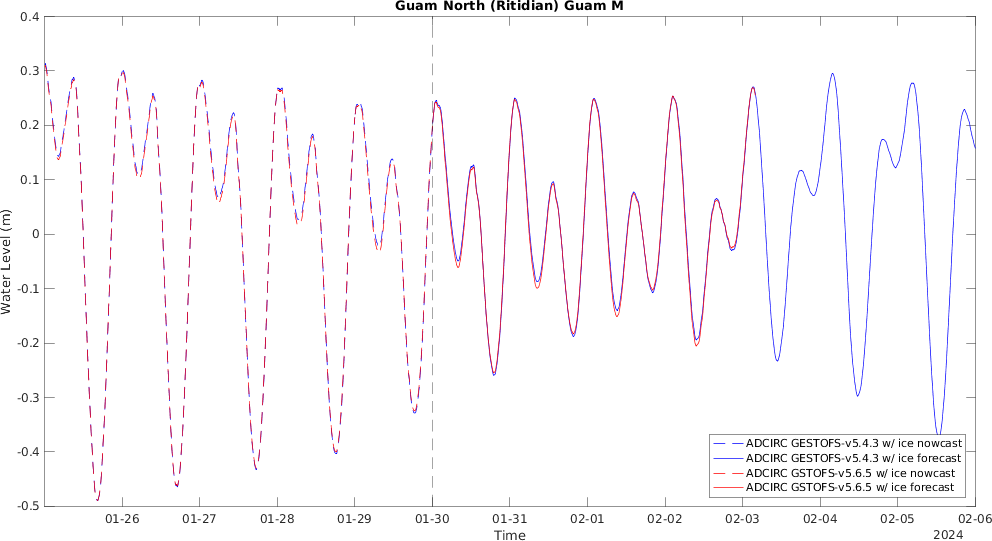 Guam North (Ritidian) Guam M
Water Level (m)
0.4
0.3
0.2
0.1
0
-0.1
-0.2
-0.3
-0.4
-0.5
ADCIRC GESTOFS-v5.4.3 w/ ice nowcast
ADCIRC GESTOFS-v5.4.3 w/ ice forecast
ADCIRC GSTOFS-v5.6.5 w/ ice nowcast
ADCIRC GSTOFS-v5.6.5 w/ ice forecast
01-26 01-27 01-28 01-29 01-30 01-31 02-01 02-02 02-03 02-04 02-05 02-06
Time
2024